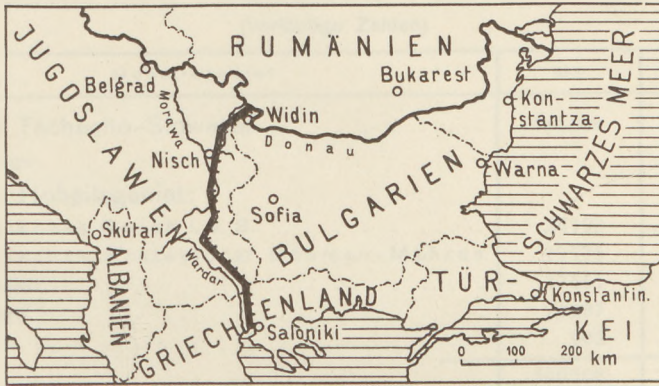 JUGOSLAWIEN
RUMÄNIEN
Belgrad
Bukarest
Morawa
Widin
Kon-
stantza
Donau
SCHWARZES MEER
Nisch
Warna
BULGARIEN
Sofia
Skutari
Wardar
ALBANIEN
TÜR-
KEI
Konstantin.
GRIECHENLAND
Saloniki
0 100 200
km